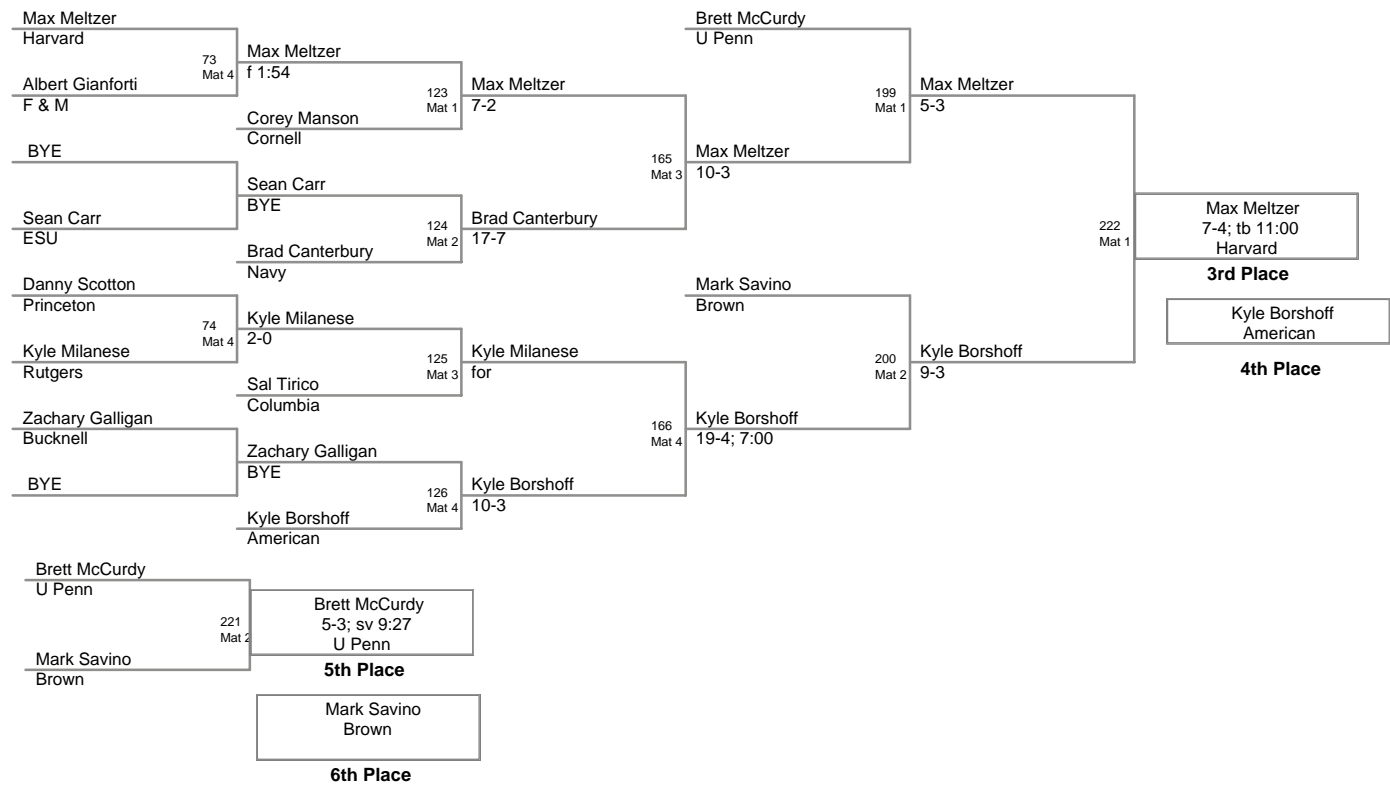 Max Meltzer
Harvard
73
Mat 4
Albert Gianforti
F & M
BYE
Sean Carr
ESU
Danny Scotton
Princeton
74
Mat 4
Kyle Milanese
Rutgers
Zachary Galligan
Bucknell
BYE
Max Meltzer
f 1:54
123
Mat 1
Corey Manson
Cornell
Sean Carr
BYE
124
Mat 2
Brad Canterbury
Navy
Kyle Milanese
2-0
125
Mat 3
Sal Tirico
Columbia
Zachary Galligan
BYE
126
Mat 4
Kyle Borshoff
American
Max Meltzer
7-2
165
Mat 3
Brad Canterbury
17-7
Kyle Milanese
for
166
Mat 4
Kyle Borshoff
10-3
Brett McCurdy
U Penn
199
Mat 1
Max Meltzer
10-3
Mark Savino
Brown
200
Mat 2
Kyle Borshoff
19-4; 7:00
Max Meltzer
5-3
222
Mat 1
Kyle Borshoff
9-3
Max Meltzer
7-4; tb 11:00
Harvard
3rd Place
Kyle Borshoff
American
4th Place
Brett McCurdy
U Penn
221
Mat 2
Mark Savino
Brown
Brett McCurdy
5-3; sv 9:27
U Penn
5th Place
Mark Savino
Brown
6th Place